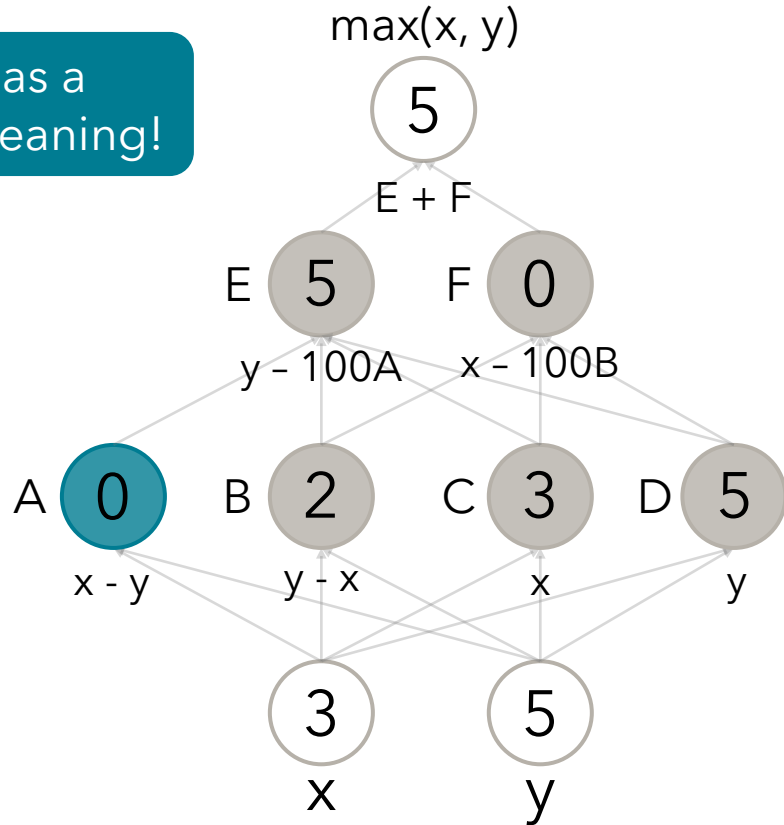 max(x, y)
as a
eaning!
5
E + F
E 5 F 0
y – 100A x – 100B
A 0 B 2 C 3 D 5
x - y y - x x y
3 5
x y